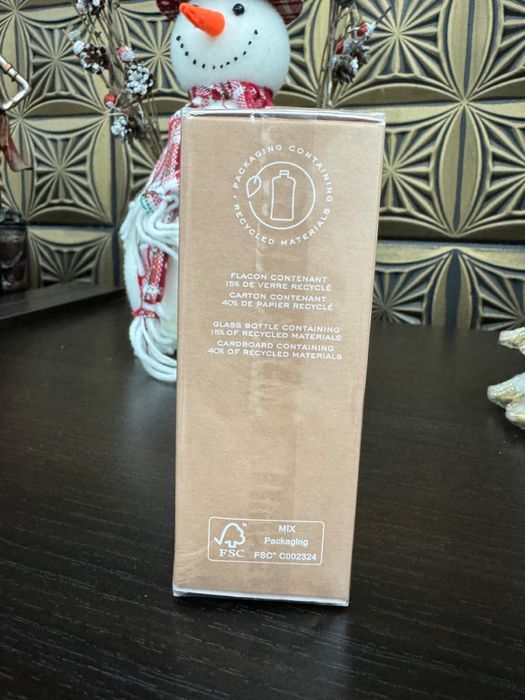 PACKAGING CONTAINING
RECYCLED MATERIALS
FLACON CONTENANT
15% DE VERRE RECYCLÉ
CARTON CONTENANT
40% DE PAPIER RECYCLÉ
GLASS BOTTLE CONTAINING
15% OF RECYCLED MATERIALS
CARDBOARD CONTAINING
40% OF RECYCLED MATERIALS
MIX
Packaging
FSC
FSC™ C002324